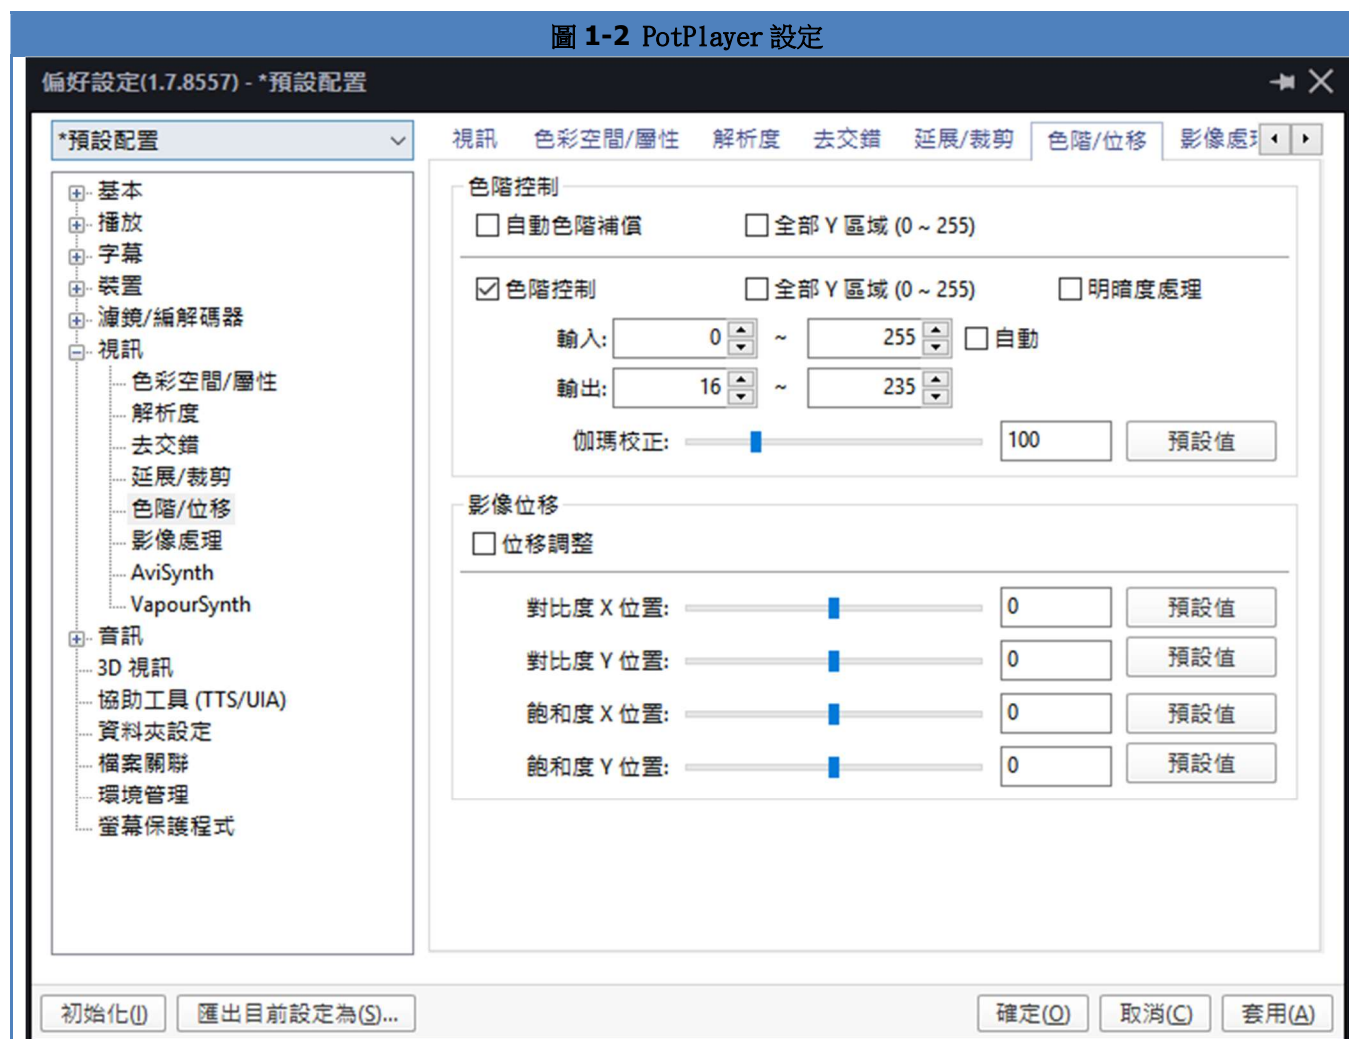 圖 1-2 PotPlayer 設定
偏好設定(1.7.8557) - *預設配置
*預設配置
基本
播放
字幕
裝置
濾鏡/編解碼器
視訊
色彩空間/屬性
解析度
去交錯
延展/裁剪
色階/位移
影像處理
AviSynth
VapourSynth
音訊
3D 視訊
協助工具 (TTS/UIA)
資料夾設定
檔案關聯
環境管理
螢幕保護程式
視訊 色彩空間/屬性 解析度 去交錯 延展/裁剪 色階/位移 影像處
色階控制
自動色階補償 全部 Y 區域 (0 ~ 255)
色階控制 全部 Y 區域 (0 ~ 255) 明暗度處理
輸入: 0 ~ 255 自動
輸出: 16 ~ 235
伽瑪校正: 100 預設值
影像位移
位移調整
對比度 X 位置: 0 預設值
對比度 Y 位置: 0 預設值
飽和度 X 位置: 0 預設值
飽和度 Y 位置: 0 預設值
初始化(I) 匯出目前設定為(S)... 確定(O) 取消(C) 套用(A)